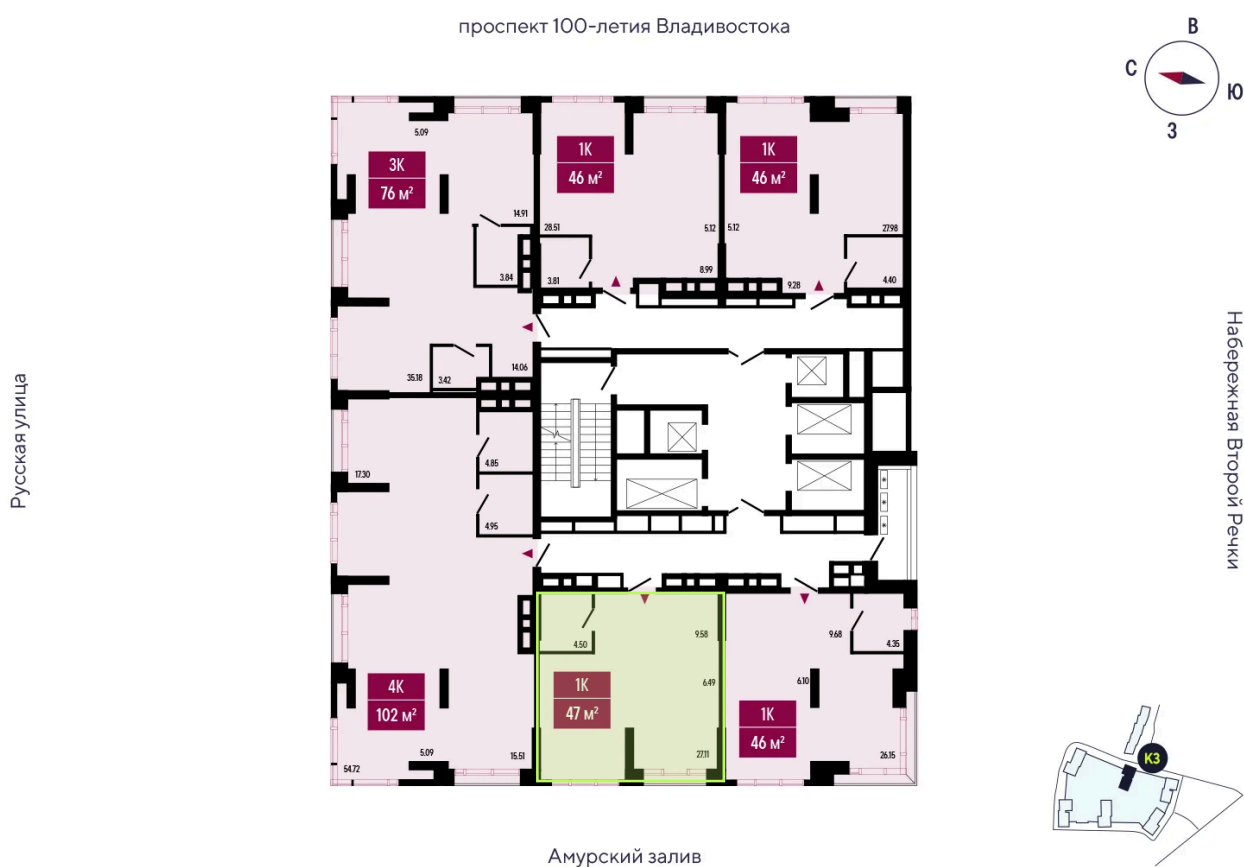 проспект 100-летия Владивостока
В
С
Ю
З
5.09
3К
76 м²
14.91
3.84
35.18
3.42
14.06
1К
46 м²
28.51
5.12
3.81
8.99
1К
46 м²
5.12
27.98
9.28
4.40
Русская улица
Набережная Второй Речки
17.30
4.85
4.95
4К
102 м²
5.09
15.51
54.72
4.50
9.58
6.49
1К
47 м²
27.11
9.68
4.35
6.10
1К
46 м²
26.15
К3
Амурский залив